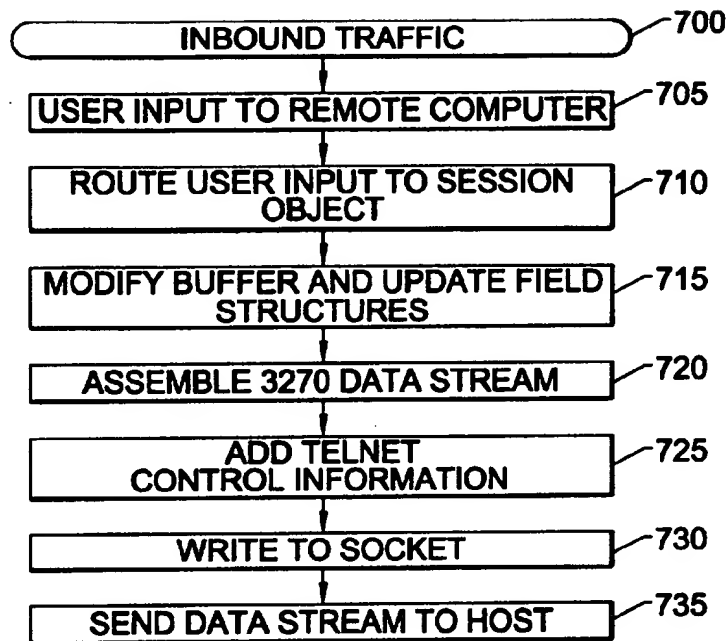 INBOUND TRAFFIC
700
USER INPUT TO REMOTE COMPUTER
705
ROUTE USER INPUT TO SESSION
OBJECT
710
MODIFY BUFFER AND UPDATE FIELD
STRUCTURES
715
ASSEMBLE 3270 DATA STREAM
720
ADD TELNET
CONTROL INFORMATION
725
WRITE TO SOCKET
730
SEND DATA STREAM TO HOST
735